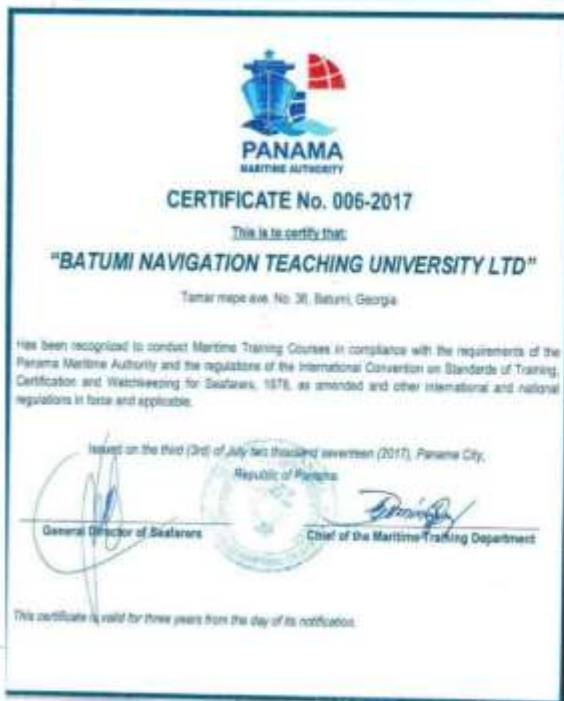 PANAMA
MARITIME AUTHORITY
CERTIFICATE No. 006-2017
This is to certify that:
"BATUMI NAVIGATION TEACHING UNIVERSITY LTD"
Tamar mepe ave. No. 36, Batumi, Georgia
Has been recognized to conduct Maritime Training Courses in compliance with the requirements of the
Panama Maritime Authority and the regulations of the International Convention on Standards of Training,
Certification and Watchkeeping for Seafarers, 1978, as amended and other international and national
regulations in force and applicable.
Issued on the third (3rd) of July two thousand seventeen (2017), Panama City,
Republic of Panama
General Director of Seafarers
Chief of the Maritime Training Department
This certificate is valid for three years from the day of its notification.